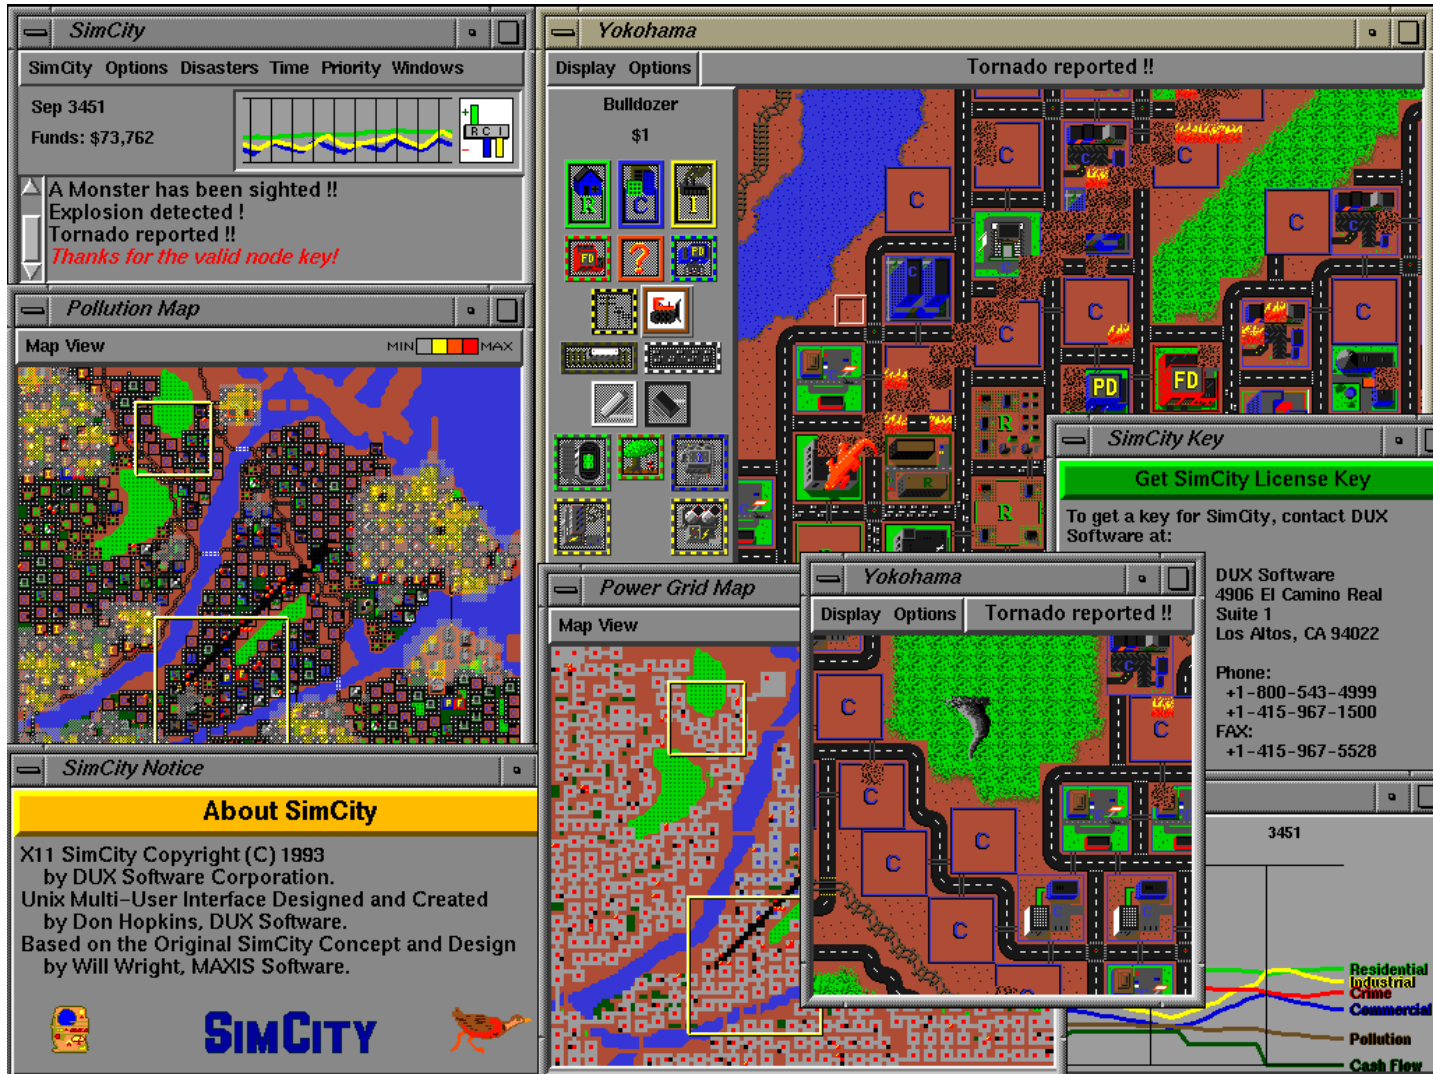 SimCity
SimCity Options Disasters Time Priority Windows
Sep 3451
Funds: $73,762
+
R C I
-
A Monster has been sighted !!
Explosion detected !
Tornado reported !!
Thanks for the valid node key!
Pollution Map
Map View
MIN MAX
SimCity Notice
About SimCity
X11 SimCity Copyright (C) 1993
by DUX Software Corporation.
Unix Multi-User Interface Designed and Created
by Don Hopkins, DUX Software.
Based on the Original SimCity Concept and Design
by Will Wright, MAXIS Software.
SIMCITY
Yokohama
Display Options
Tornado reported !!
Bulldozer
$1
R C I
FD ? PD
C
C
C
C
C
C
C
C
PD
FD
R
R
R
R
SimCity Key
Get SimCity License Key
To get a key for SimCity, contact DUX
Software at:
DUX Software
4906 El Camino Real
Suite 1
Los Altos, CA 94022
Phone:
+1-800-543-4999
+1-415-967-1500
FAX:
+1-415-967-5528
Power Grid Map
Map View
Yokohama
Display Options
Tornado reported !!
C
C
C
C
C
C
C
3451
Residential
Industrial
Crime
Commercial
Pollution
Cash Flow